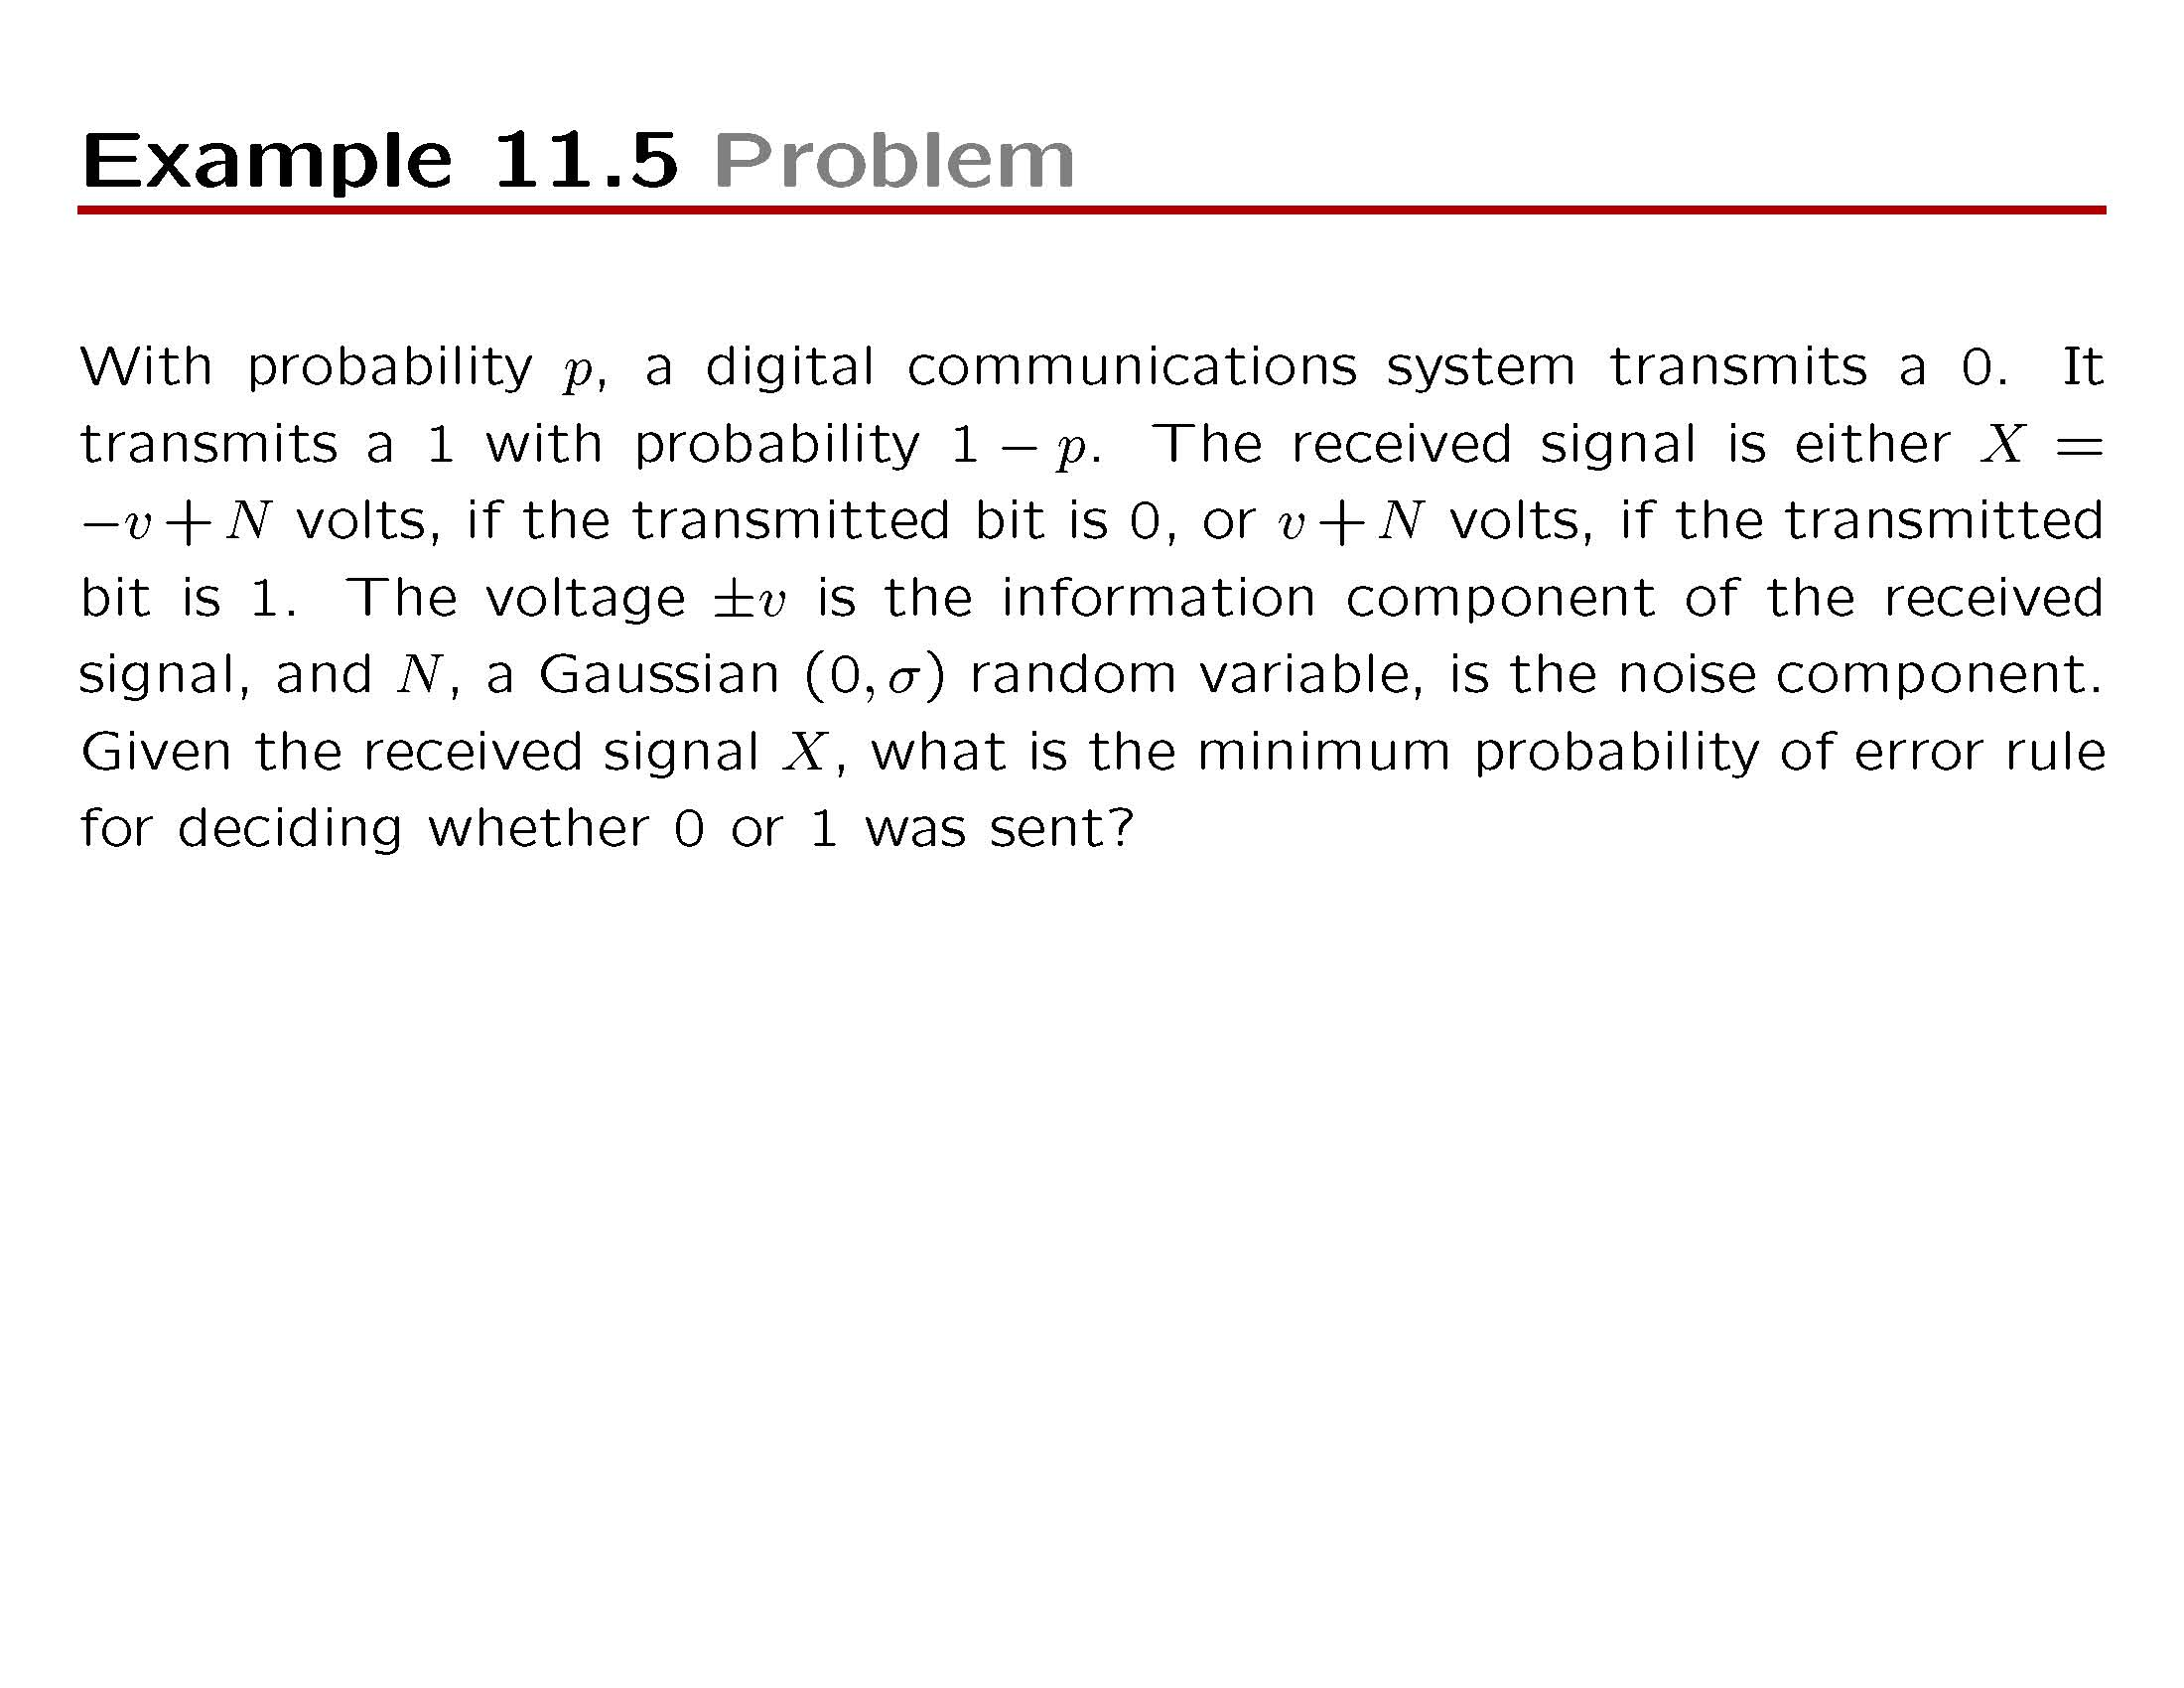 Example 11.5 Problem
With probability p, a digital communications system transmits a 0. It
transmits a 1 with probability 1 − p. The received signal is either X =
−v + N volts, if the transmitted bit is 0, or v + N volts, if the transmitted
bit is 1. The voltage ±v is the information component of the received
signal, and N, a Gaussian (0, σ) random variable, is the noise component.
Given the received signal X, what is the minimum probability of error rule
for deciding whether 0 or 1 was sent?